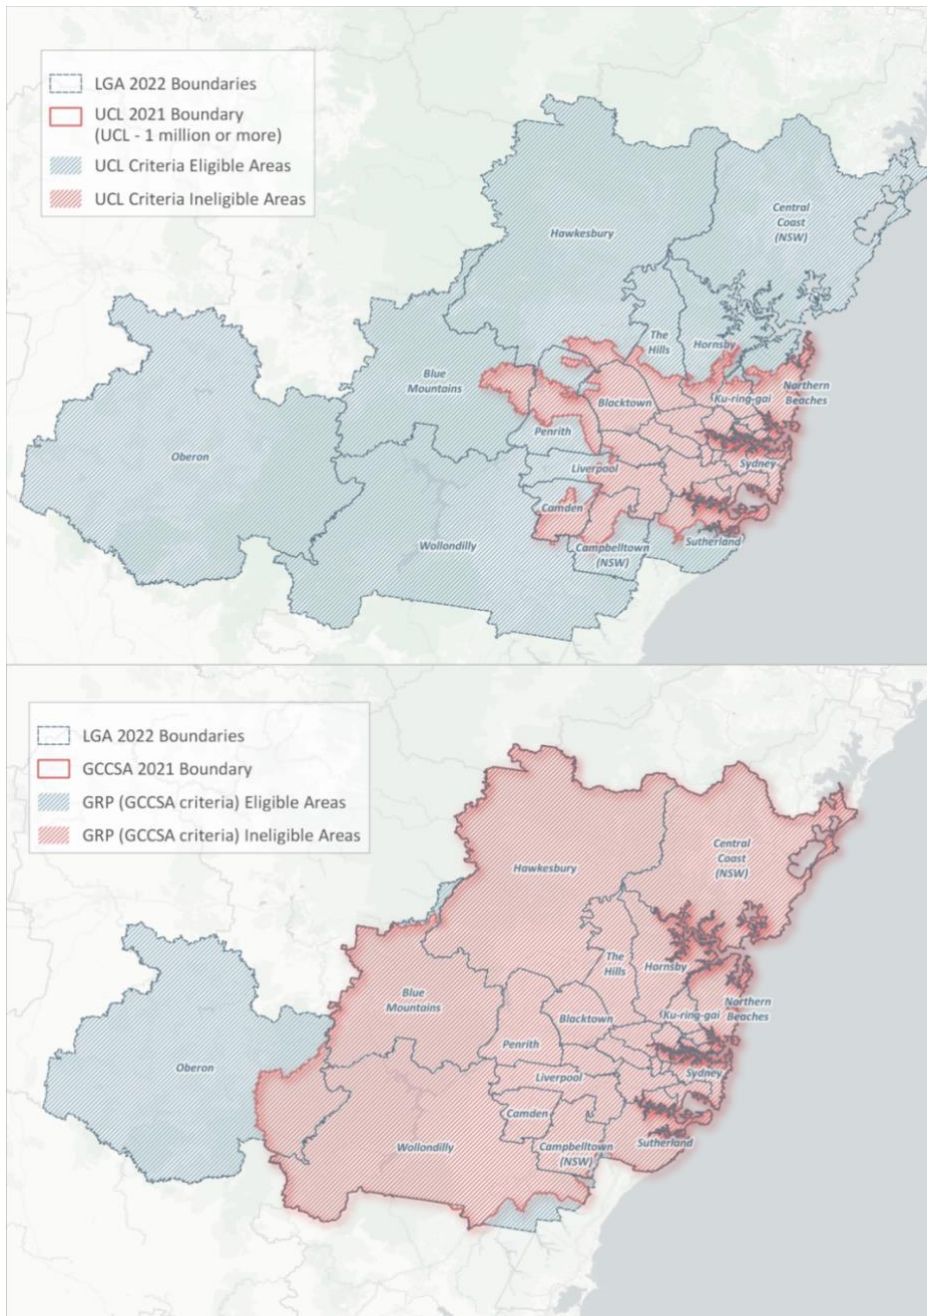 LGA 2022 Boundaries
UCL 2021 Boundary
(UCL - 1 million or more)
UCL Criteria Eligible Areas
UCL Criteria Ineligible Areas
Central
Coast
(NSW)
Hawkesbury
The
Hills
Hornsby
Blue
Mountains
Ku-ring-gai
Northern
Beaches
Blacktown
Penrith
Oberon
Liverpool
Sydney
Camden
Wollondilly
Campbelltown
(NSW)
Sutherland
LGA 2022 Boundaries
GCCSA 2021 Boundary
GRP (GCCSA criteria) Eligible Areas
GRP (GCCSA criteria) Ineligible Areas
Central
Coast
(NSW)
Hawkesbury
The
Hills
Hornsby
Blue
Mountains
Northern
Beaches
Ku-ring-gai
Blacktown
Penrith
Oberon
Liverpool
Sydney
Camden
Wollondilly
Campbelltown
(NSW)
Sutherland